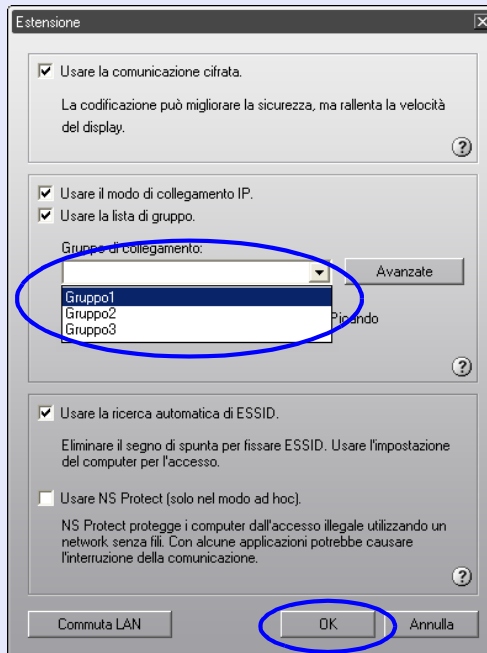 Estensione
Usare la comunicazione cifrata.
La codificazione può migliorare la sicurezza, ma rallenta la velocità
del display.
?
Usare il modo di collegamento IP.
Usare la lista di gruppo.
Gruppo di collegamento:
Avanzate
Gruppo1
Gruppo2
Gruppo3
?
Usare la ricerca automatica di ESSID.
Eliminare il segno di spunta per fissare ESSID. Usare l'impostazione
del computer per l'accesso.
Usare NS Protect (solo nel modo ad hoc).
NS Protect protegge i computer dall'accesso illegale utilizzando un
network senza fili. Con alcune applicazioni potrebbe causare
l'interruzione della comunicazione.
?
Commuta LAN
OK
Annulla